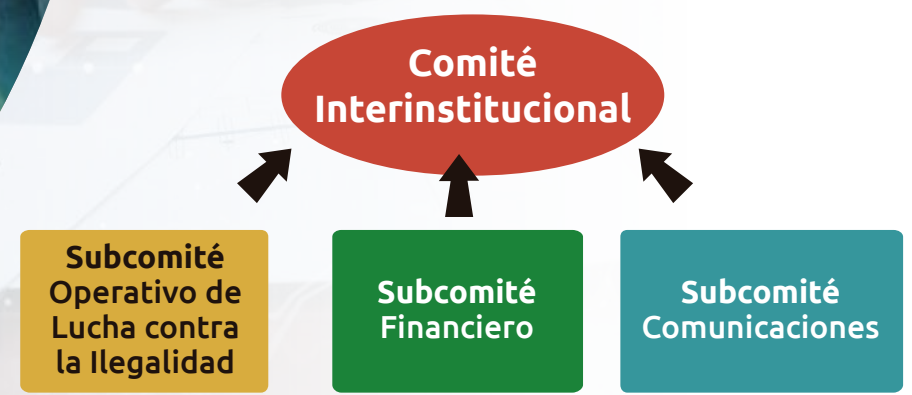 Comité
Interinstitucional
Subcomité
Operativo de
Lucha contra
la Ilegalidad
Subcomité
Financiero
Subcomité
Comunicaciones